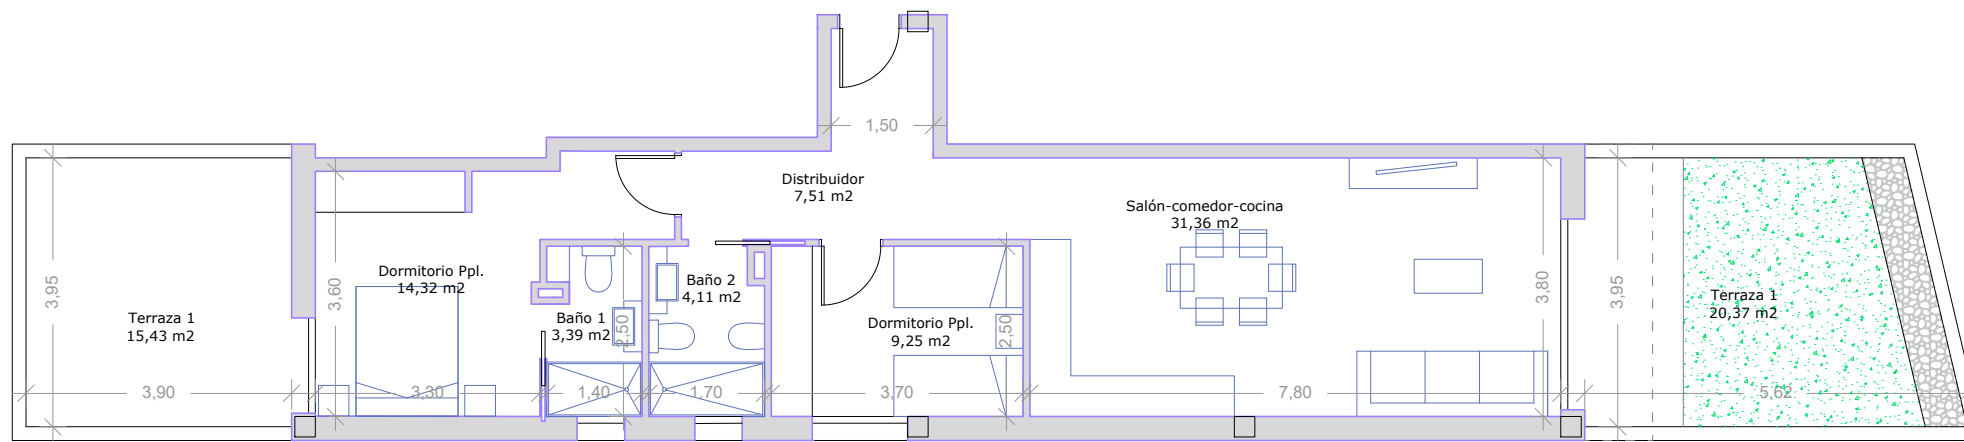 1,50
Distribuidor
7,51 m2
Salón-comedor-cocina
31,36 m2
Dormitorio Ppl.
14,32 m2
3,95
3,60
Baño 2
4,11 m2
3,80
3,95
Terraza 1
20,37 m2
Terraza 1
15,43 m2
Baño 1
3,39 m2
2,50
Dormitorio Ppl.
9,25 m2
2,50
3,90
3,30
1,40
1,70
3,70
7,80
5,62